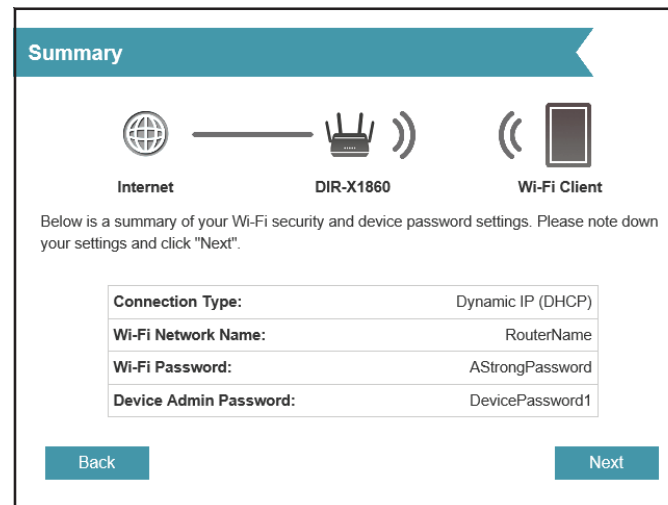 Summary
Internet
DIR-X1860
Wi-Fi Client
Below is a summary of your Wi-Fi security and device password settings. Please note down
your settings and click "Next".
Connection Type: Dynamic IP (DHCP)
Wi-Fi Network Name: RouterName
Wi-Fi Password: AStrongPassword
Device Admin Password: DevicePassword1
Back
Next